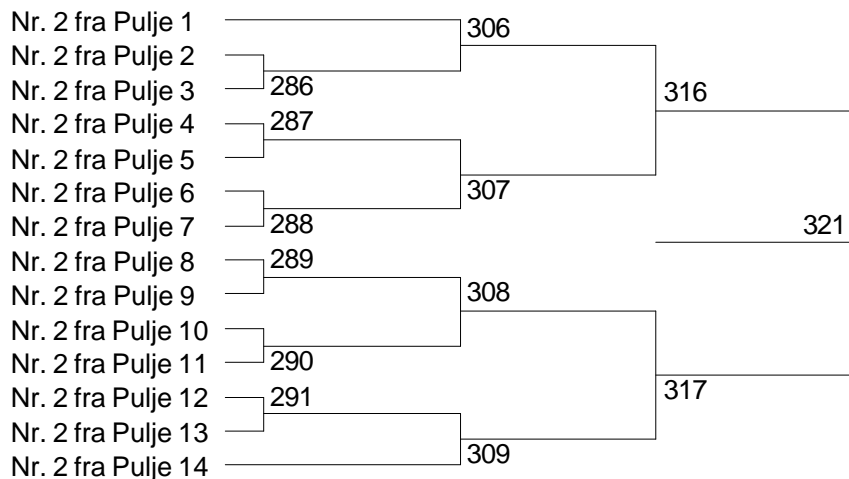 Nr. 2 fra Pulje 1
306
Nr. 2 fra Pulje 2
286
Nr. 2 fra Pulje 3
316
Nr. 2 fra Pulje 4
287
Nr. 2 fra Pulje 5
307
Nr. 2 fra Pulje 6
Nr. 2 fra Pulje 7
288
321
Nr. 2 fra Pulje 8
289
Nr. 2 fra Pulje 9
308
Nr. 2 fra Pulje 10
Nr. 2 fra Pulje 11
290
Nr. 2 fra Pulje 12
291
317
Nr. 2 fra Pulje 13
309
Nr. 2 fra Pulje 14